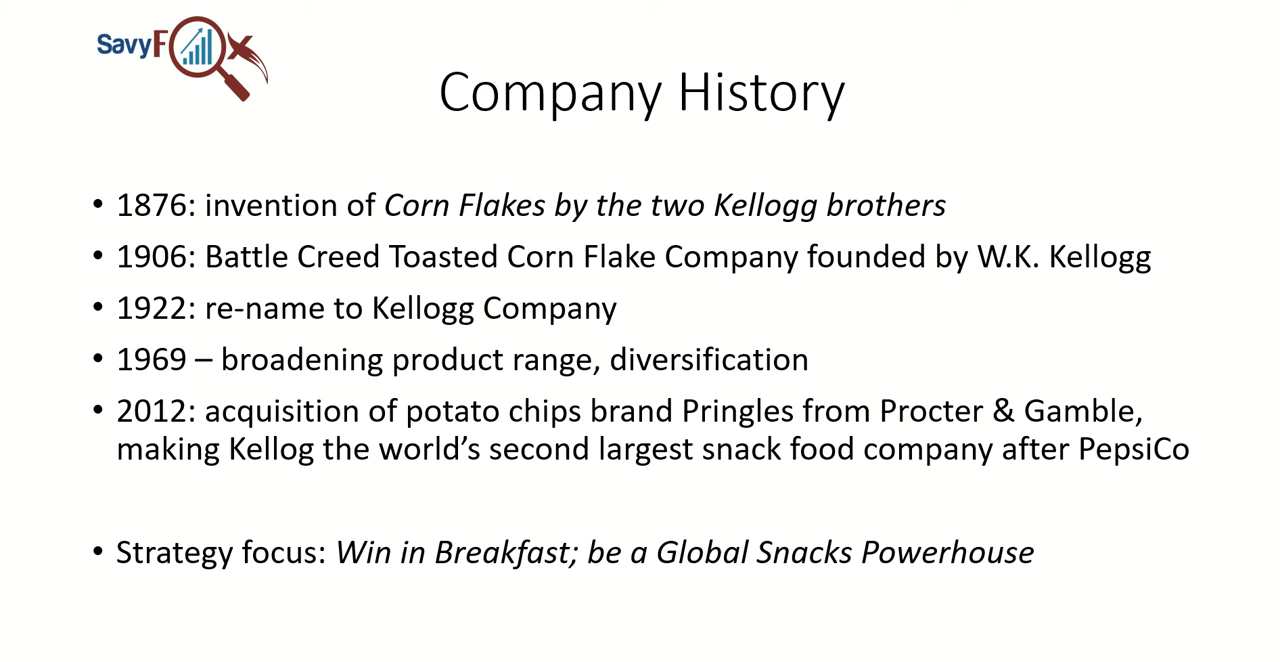 SavyFox
Company History
• 1876: invention of Corn Flakes by the two Kellogg brothers
• 1906: Battle Creed Toasted Corn Flake Company founded by W.K. Kellogg
• 1922: re-name to Kellogg Company
• 1969 – broadening product range, diversification
• 2012: acquisition of potato chips brand Pringles from Procter & Gamble,
making Kellog the world’s second largest snack food company after PepsiCo
• Strategy focus: Win in Breakfast; be a Global Snacks Powerhouse